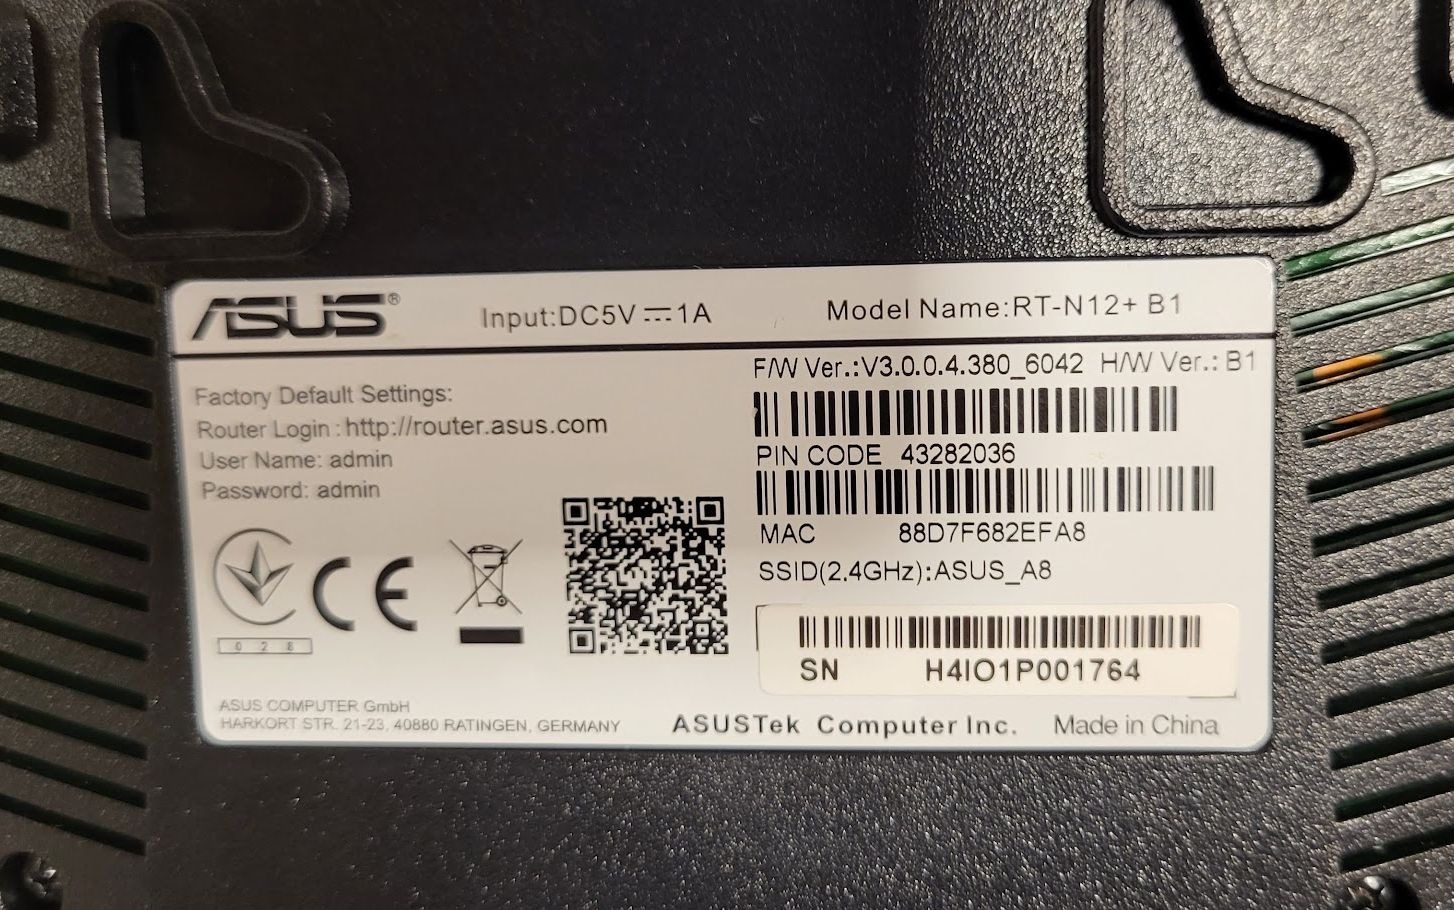 ASUS® Input:DC5V ⎓ 1A Model Name:RT-N12+ B1
Factory Default Settings:
Router Login : http://router.asus.com
User Name: admin
Password: admin
F/W Ver.:V3.0.0.4.380_6042 H/W Ver.: B1
PIN CODE 43282036
MAC 88D7F682EFA8
SSID(2.4GHz):ASUS_A8
SN H4IO1P001764
CE
0 2 8
ASUS COMPUTER GmbH
HARKORT STR. 21-23, 40880 RATINGEN, GERMANY
ASUSTek Computer Inc. Made in China